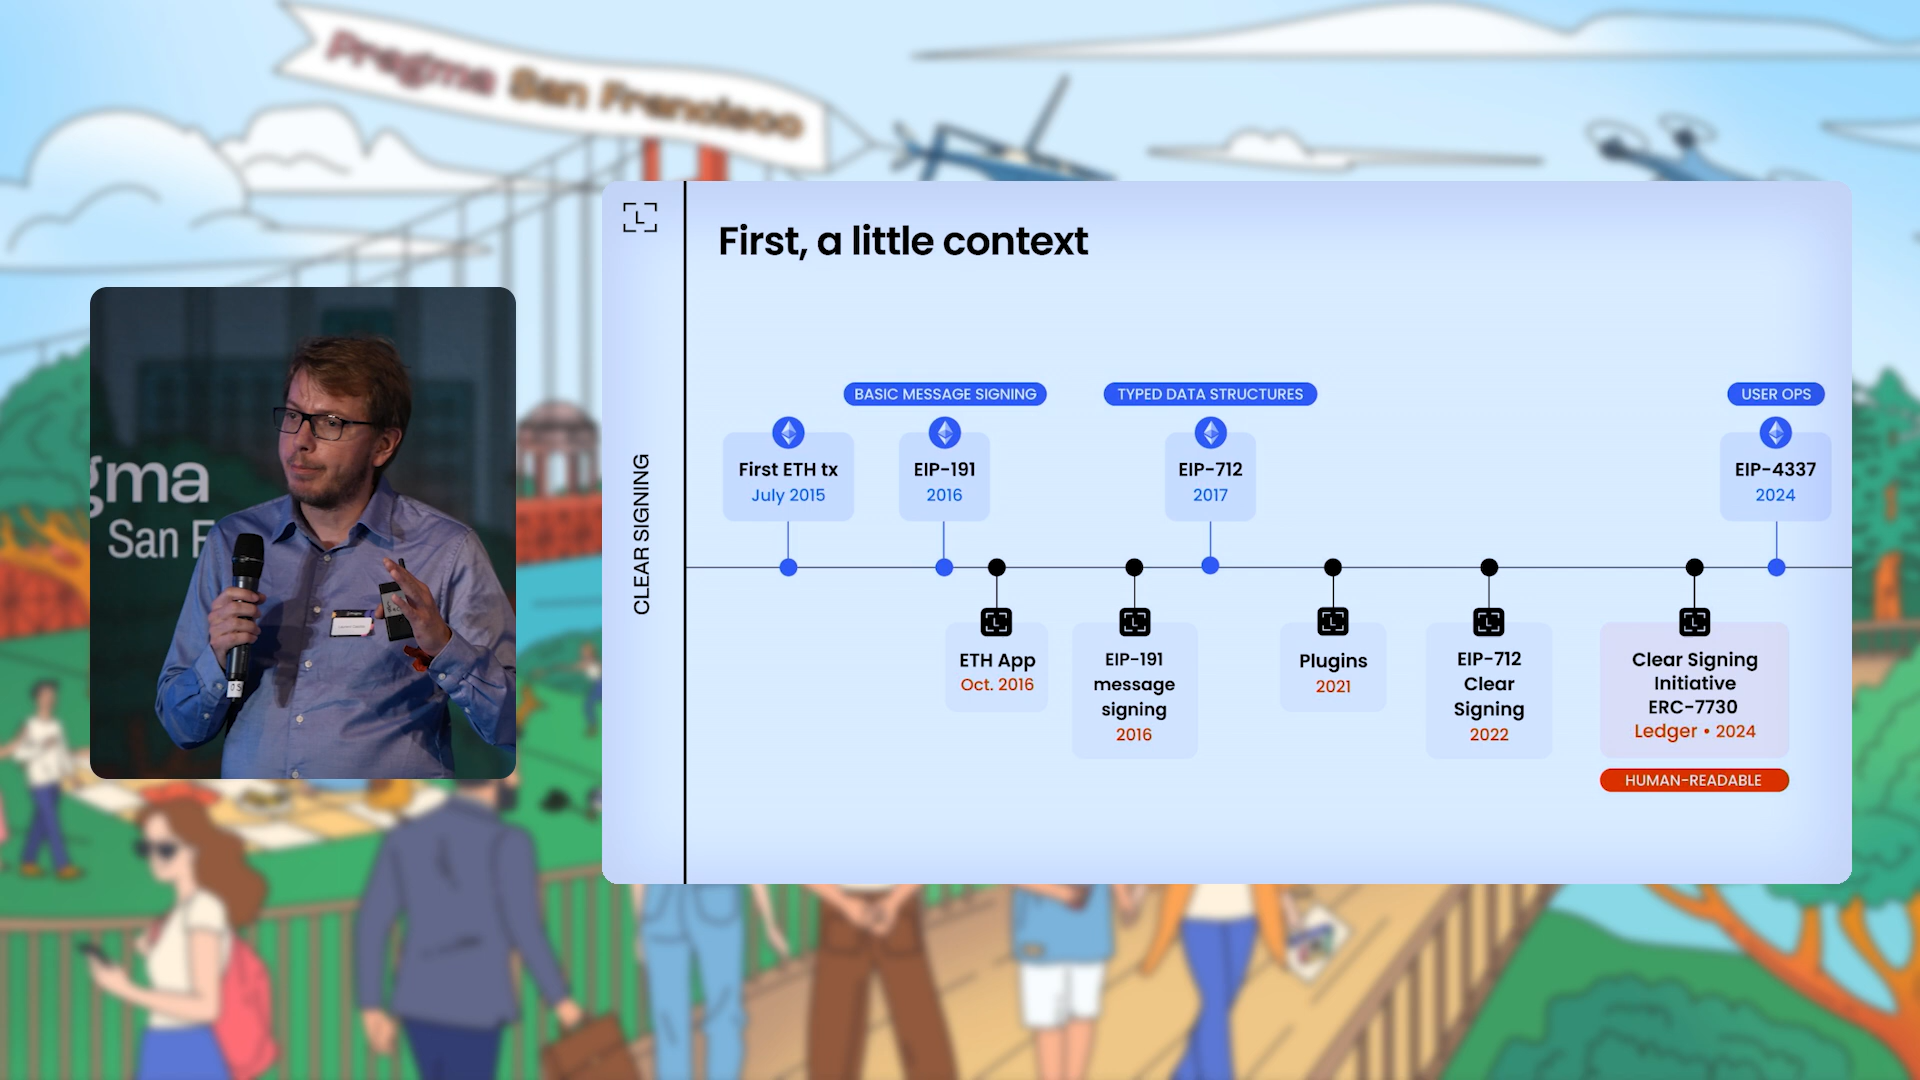 Pragma San Francisco
gma
San F
CLEAR SIGNING
First, a little context
BASIC MESSAGE SIGNING
TYPED DATA STRUCTURES
USER OPS
First ETH tx
July 2015
EIP-191
2016
EIP-712
2017
EIP-4337
2024
ETH App
Oct. 2016
EIP-191
message
signing
2016
Plugins
2021
EIP-712
Clear
Signing
2022
Clear Signing
Initiative
ERC-7730
Ledger • 2024
HUMAN-READABLE